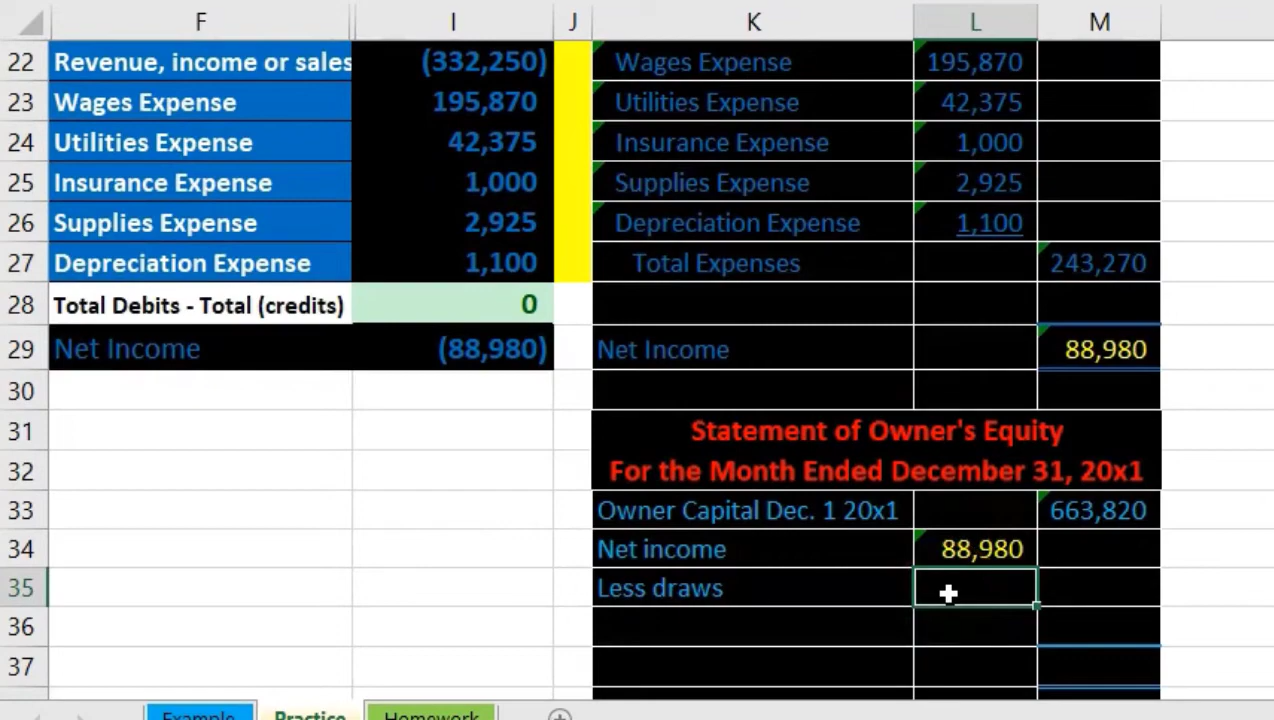 F I J K L M
22 Revenue, income or sales (332,250) Wages Expense 195,870
23 Wages Expense 195,870 Utilities Expense 42,375
24 Utilities Expense 42,375 Insurance Expense 1,000
25 Insurance Expense 1,000 Supplies Expense 2,925
26 Supplies Expense 2,925 Depreciation Expense 1,100
27 Depreciation Expense 1,100 Total Expenses 243,270
28 Total Debits - Total (credits) 0
29 Net Income (88,980) Net Income 88,980
30
31 Statement of Owner's Equity
32 For the Month Ended December 31, 20x1
33 Owner Capital Dec. 1 20x1 663,820
34 Net income 88,980
35 Less draws
36
37
Example Practice Homework